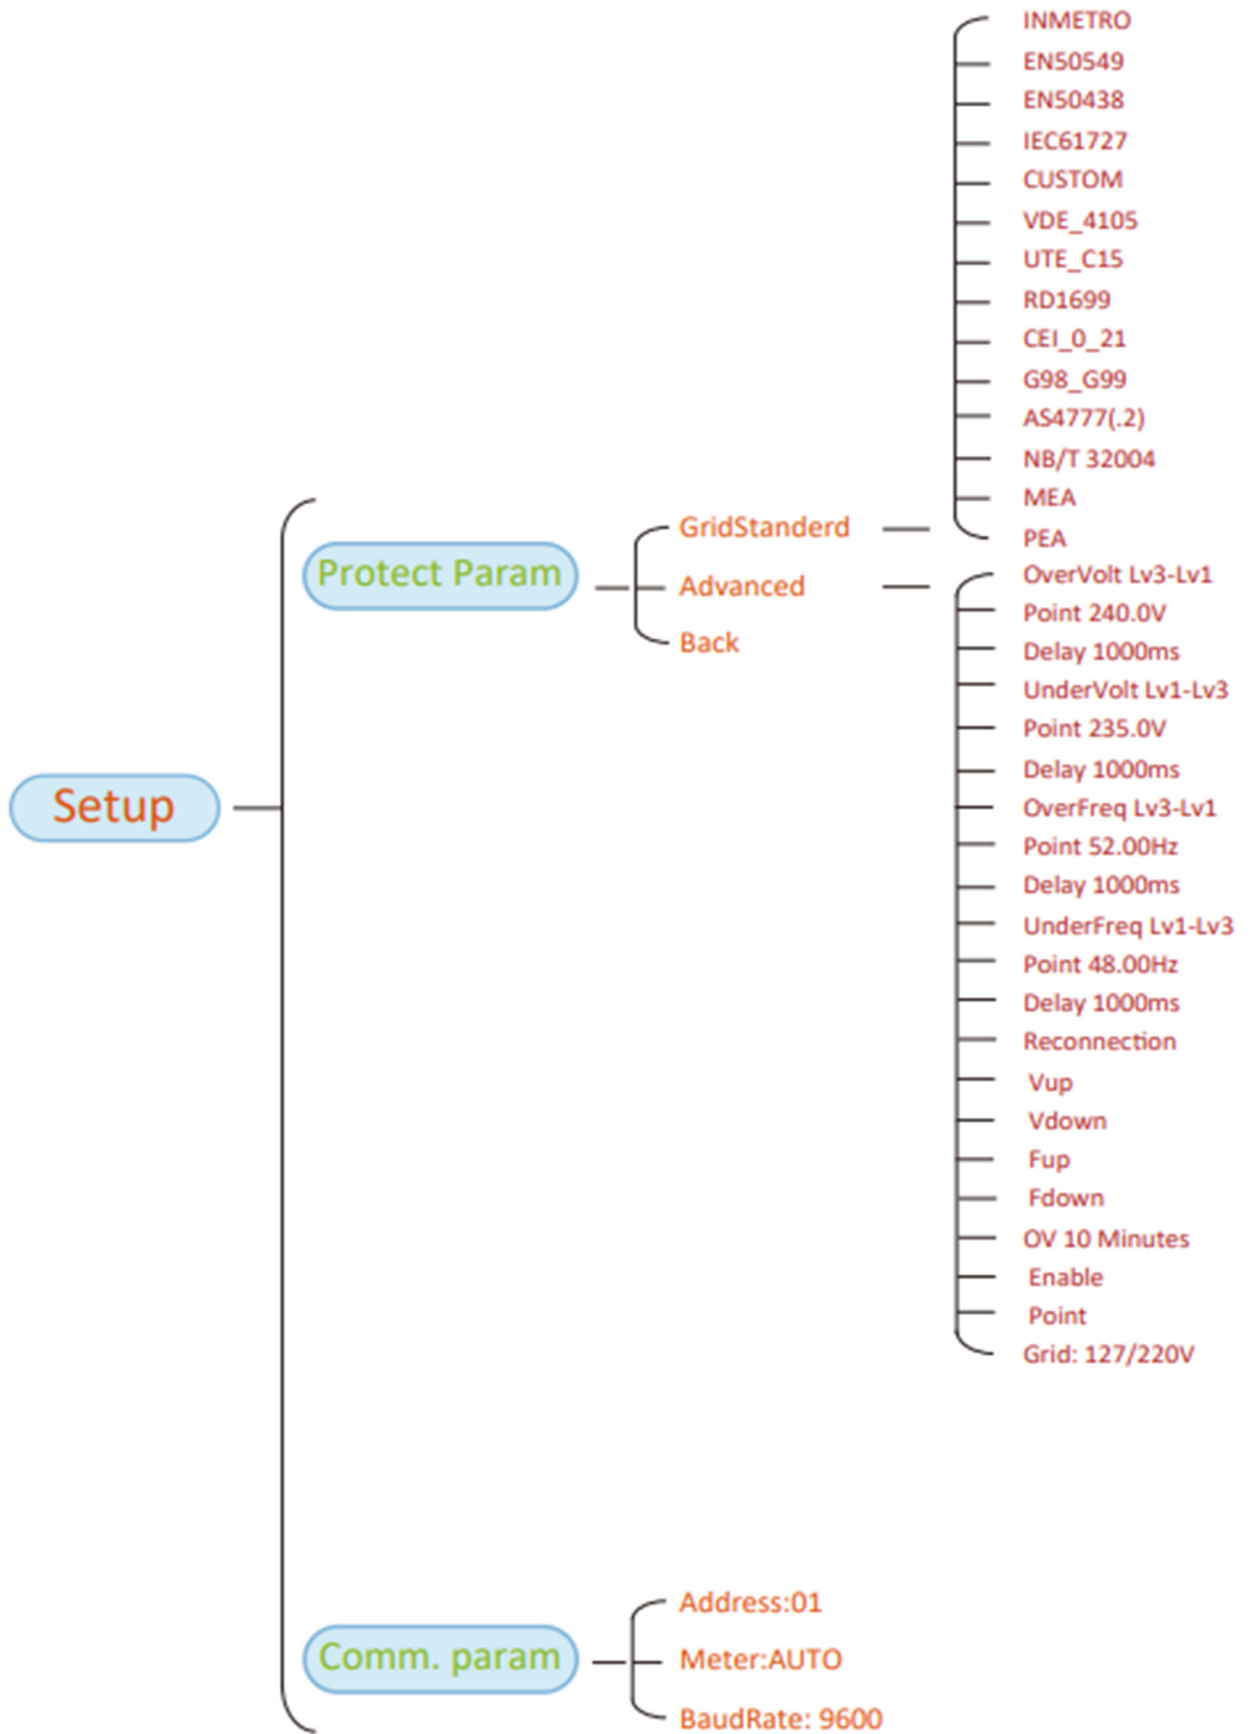 Setup
Protect Param
GridStanderd
INMETRO
EN50549
EN50438
IEC61727
CUSTOM
VDE_4105
UTE_C15
RD1699
CEI_0_21
G98_G99
AS4777(.2)
NB/T 32004
MEA
PEA
Advanced
OverVolt Lv3-Lv1
Point 240.0V
Delay 1000ms
UnderVolt Lv1-Lv3
Point 235.0V
Delay 1000ms
OverFreq Lv3-Lv1
Point 52.00Hz
Delay 1000ms
UnderFreq Lv1-Lv3
Point 48.00Hz
Delay 1000ms
Reconnection
Vup
Vdown
Fup
Fdown
OV 10 Minutes
Enable
Point
Grid: 127/220V
Back
Comm. param
Address:01
Meter:AUTO
BaudRate: 9600